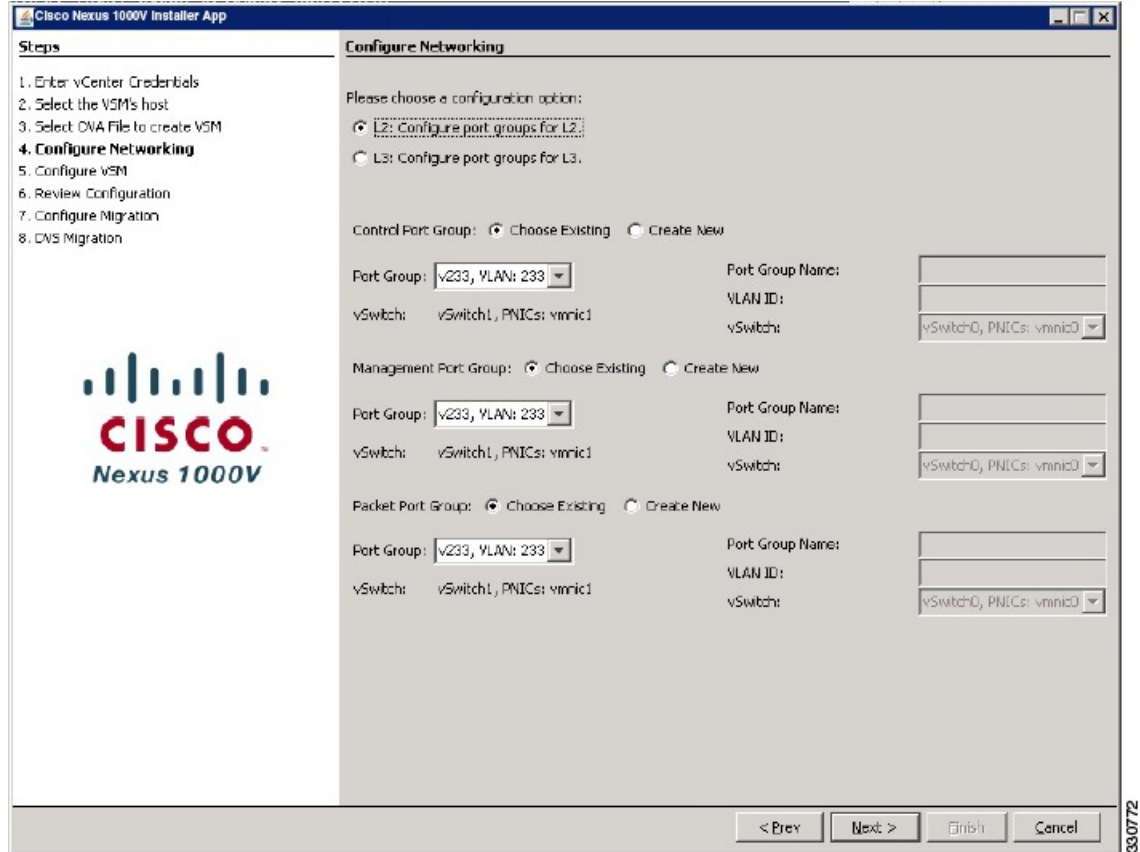 Cisco Nexus 1000V Installer App
Steps
1. Enter vCenter Credentials
2. Select the VSM's host
3. Select OVA File to create VSM
4. Configure Networking
5. Configure VSM
6. Review Configuration
7. Configure Migration
8. DVS Migration
CISCO
Nexus 1000V
Configure Networking
Please choose a configuration option:
L2: Configure port groups for L2.
L3: Configure port groups for L3.
Control Port Group: Choose Existing Create New
Port Group: v233, VLAN: 233 Port Group Name:
VLAN ID:
vSwitch: vSwitch1, PNICs: vmnic1 vSwitch: vSwitch0, PNICs: vmnic0
Management Port Group: Choose Existing Create New
Port Group: v233, VLAN: 233 Port Group Name:
VLAN ID:
vSwitch: vSwitch1, PNICs: vmnic1 vSwitch: vSwitch0, PNICs: vmnic0
Packet Port Group: Choose Existing Create New
Port Group: v233, VLAN: 233 Port Group Name:
VLAN ID:
vSwitch: vSwitch1, PNICs: vmnic1 vSwitch: vSwitch0, PNICs: vmnic0
< Prev Next > Finish Cancel
330772